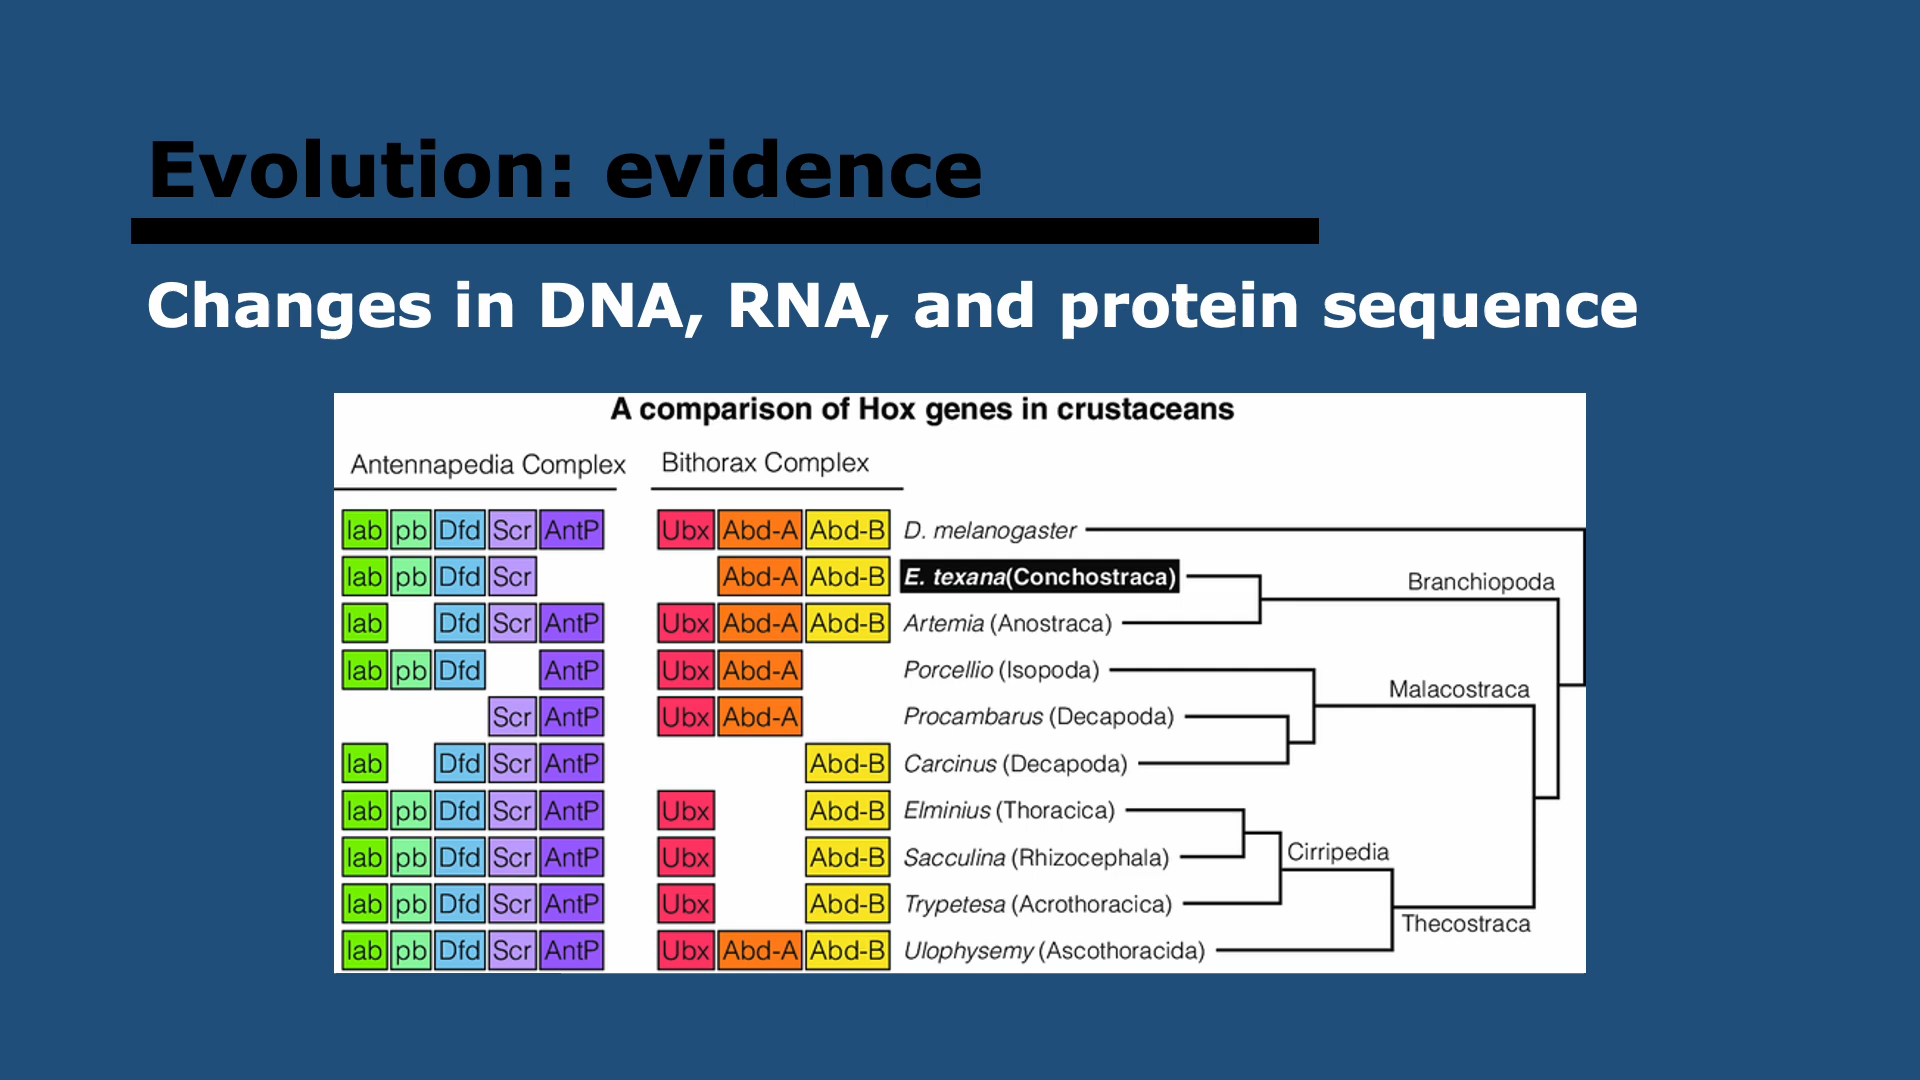 Evolution: evidence
Changes in DNA, RNA, and protein sequence
A comparison of Hox genes in crustaceans
Antennapedia Complex Bithorax Complex
lab pb Dfd Scr AntP Ubx Abd-A Abd-B D. melanogaster
lab pb Dfd Scr Abd-A Abd-B E. texana(Conchostraca) Branchiopoda
lab Dfd Scr AntP Ubx Abd-A Abd-B Artemia (Anostraca)
lab pb Dfd AntP Ubx Abd-A Porcellio (Isopoda)
Malacostraca
Scr AntP Ubx Abd-A Procambarus (Decapoda)
lab Dfd Scr AntP Abd-B Carcinus (Decapoda)
lab pb Dfd Scr AntP Ubx Abd-B Elminius (Thoracica)
lab pb Dfd Scr AntP Ubx Abd-B Sacculina (Rhizocephala) Cirripedia
lab pb Dfd Scr AntP Ubx Abd-B Trypetesa (Acrothoracica)
Thecostraca
lab pb Dfd Scr AntP Ubx Abd-A Abd-B Ulophysemy (Ascothoracida)